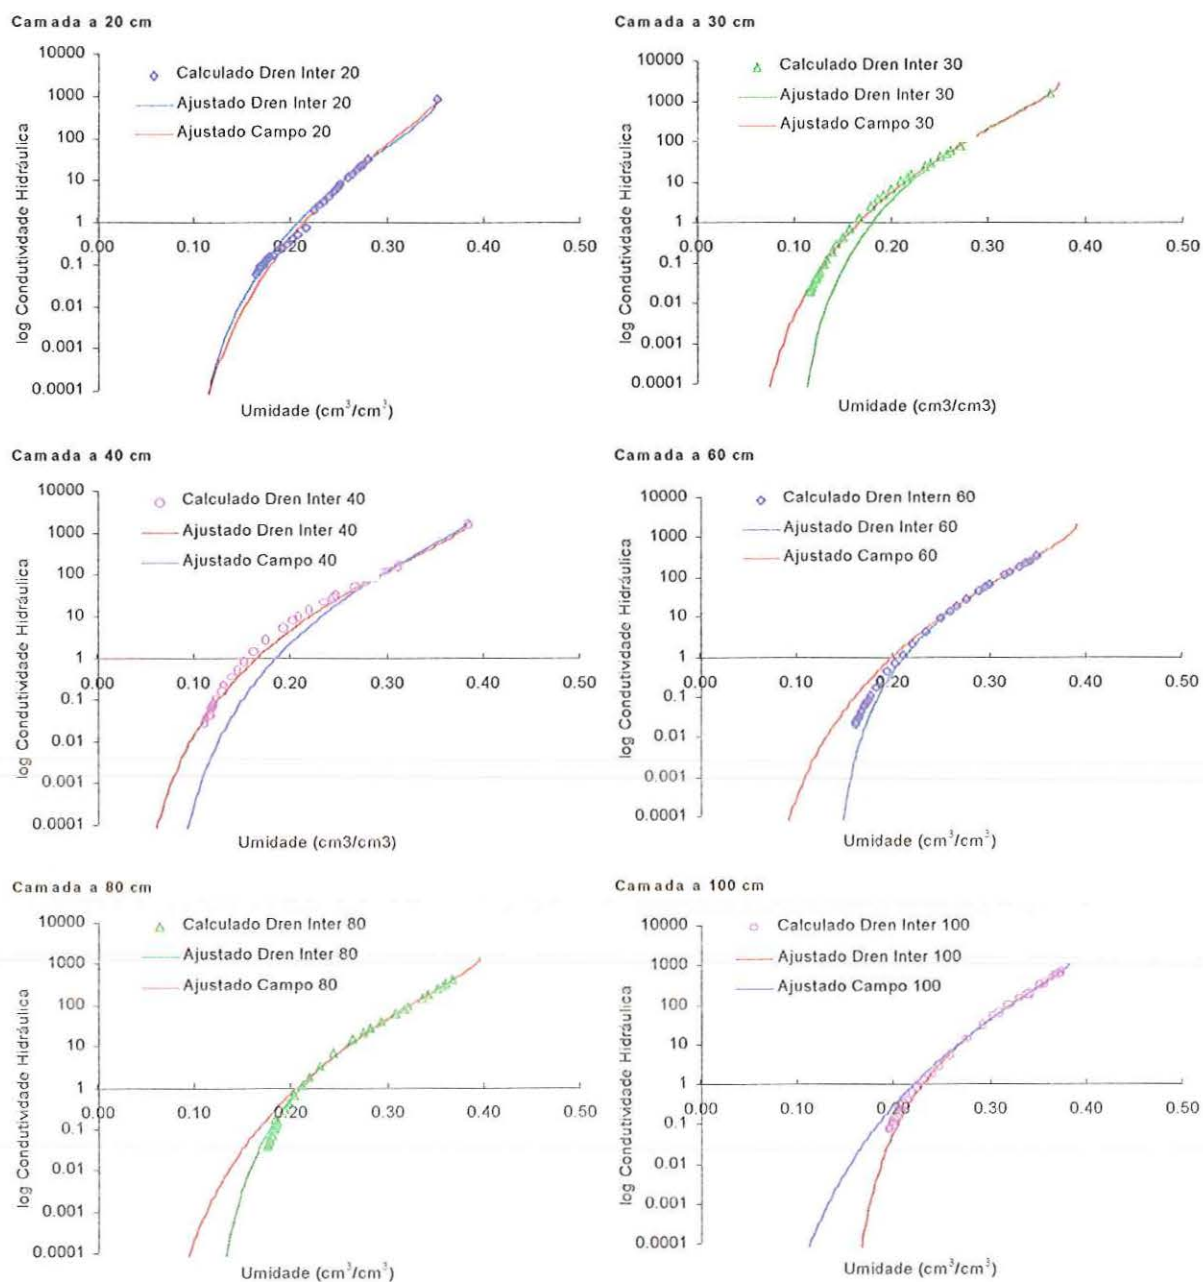 Camada a 20 cm
10000
1000
100
10
1
0.1
0.01
0.001
0.0001
0.00
0.10
0.20
0.30
0.40
0.50
Calculado Dren Inter 20
Ajustado Dren Inter 20
Ajustado Campo 20
log Condutividade Hidráulica
Umidade (cm³/cm³)
Camada a 30 cm
10000
1000
100
10
1
0.1
0.01
0.001
0.0001
0.00
0.10
0.20
0.30
0.40
0.50
Calculado Dren Inter 30
Ajustado Dren Inter 30
Ajustado Campo 30
log Condutividade Hidráulica
Umidade (cm3/cm3)
Camada a 40 cm
10000
1000
100
10
1
0.1
0.01
0.001
0.0001
0.00
0.10
0.20
0.30
0.40
0.50
Calculado Dren Inter 40
Ajustado Dren Inter 40
Ajustado Campo 40
log Condutividade Hidráulica
Umidade (cm3/cm3)
Camada a 60 cm
10000
1000
100
10
1
0.1
0.01
0.001
0.0001
0.00
0.10
0.20
0.30
0.40
0.50
Calculado Dren Intern 60
Ajustado Dren Inter 60
Ajustado Campo 60
log Condutividade Hidráulica
Umidade (cm³/cm³)
Camada a 80 cm
10000
1000
100
10
1
0.1
0.01
0.001
0.0001
0.00
0.10
0.20
0.30
0.40
0.50
Calculado Dren Inter 80
Ajustado Dren Inter 80
Ajustado Campo 80
log Condutividade Hidráulica
Umidade (cm³/cm³)
Camada a 100 cm
10000
1000
100
10
1
0.1
0.01
0.001
0.0001
0.00
0.10
0.20
0.30
0.40
0.50
Calculado Dren Inter 100
Ajustado Dren Inter 100
Ajustado Campo 100
log Condutividade Hidráulica
Umidade (cm³/cm³)